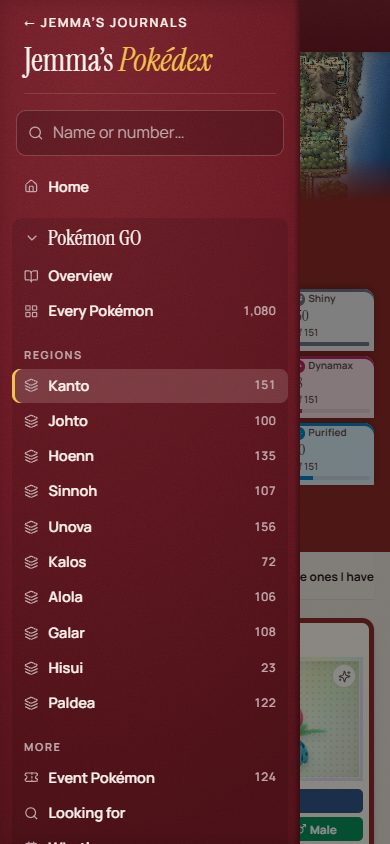 ← JEMMA'S JOURNALS
Jemma's Pokédex
Name or number...
Home
Pokémon GO
Overview
Every Pokémon 1,080
REGIONS
Kanto 151
Johto 100
Hoenn 135
Sinnoh 107
Unova 156
Kalos 72
Alola 106
Galar 108
Hisui 23
Paldea 122
MORE
Event Pokémon 124
Looking for
Shiny
/ 151
Dynamax
/ 151
Purified
/ 151
e ones I have
Male